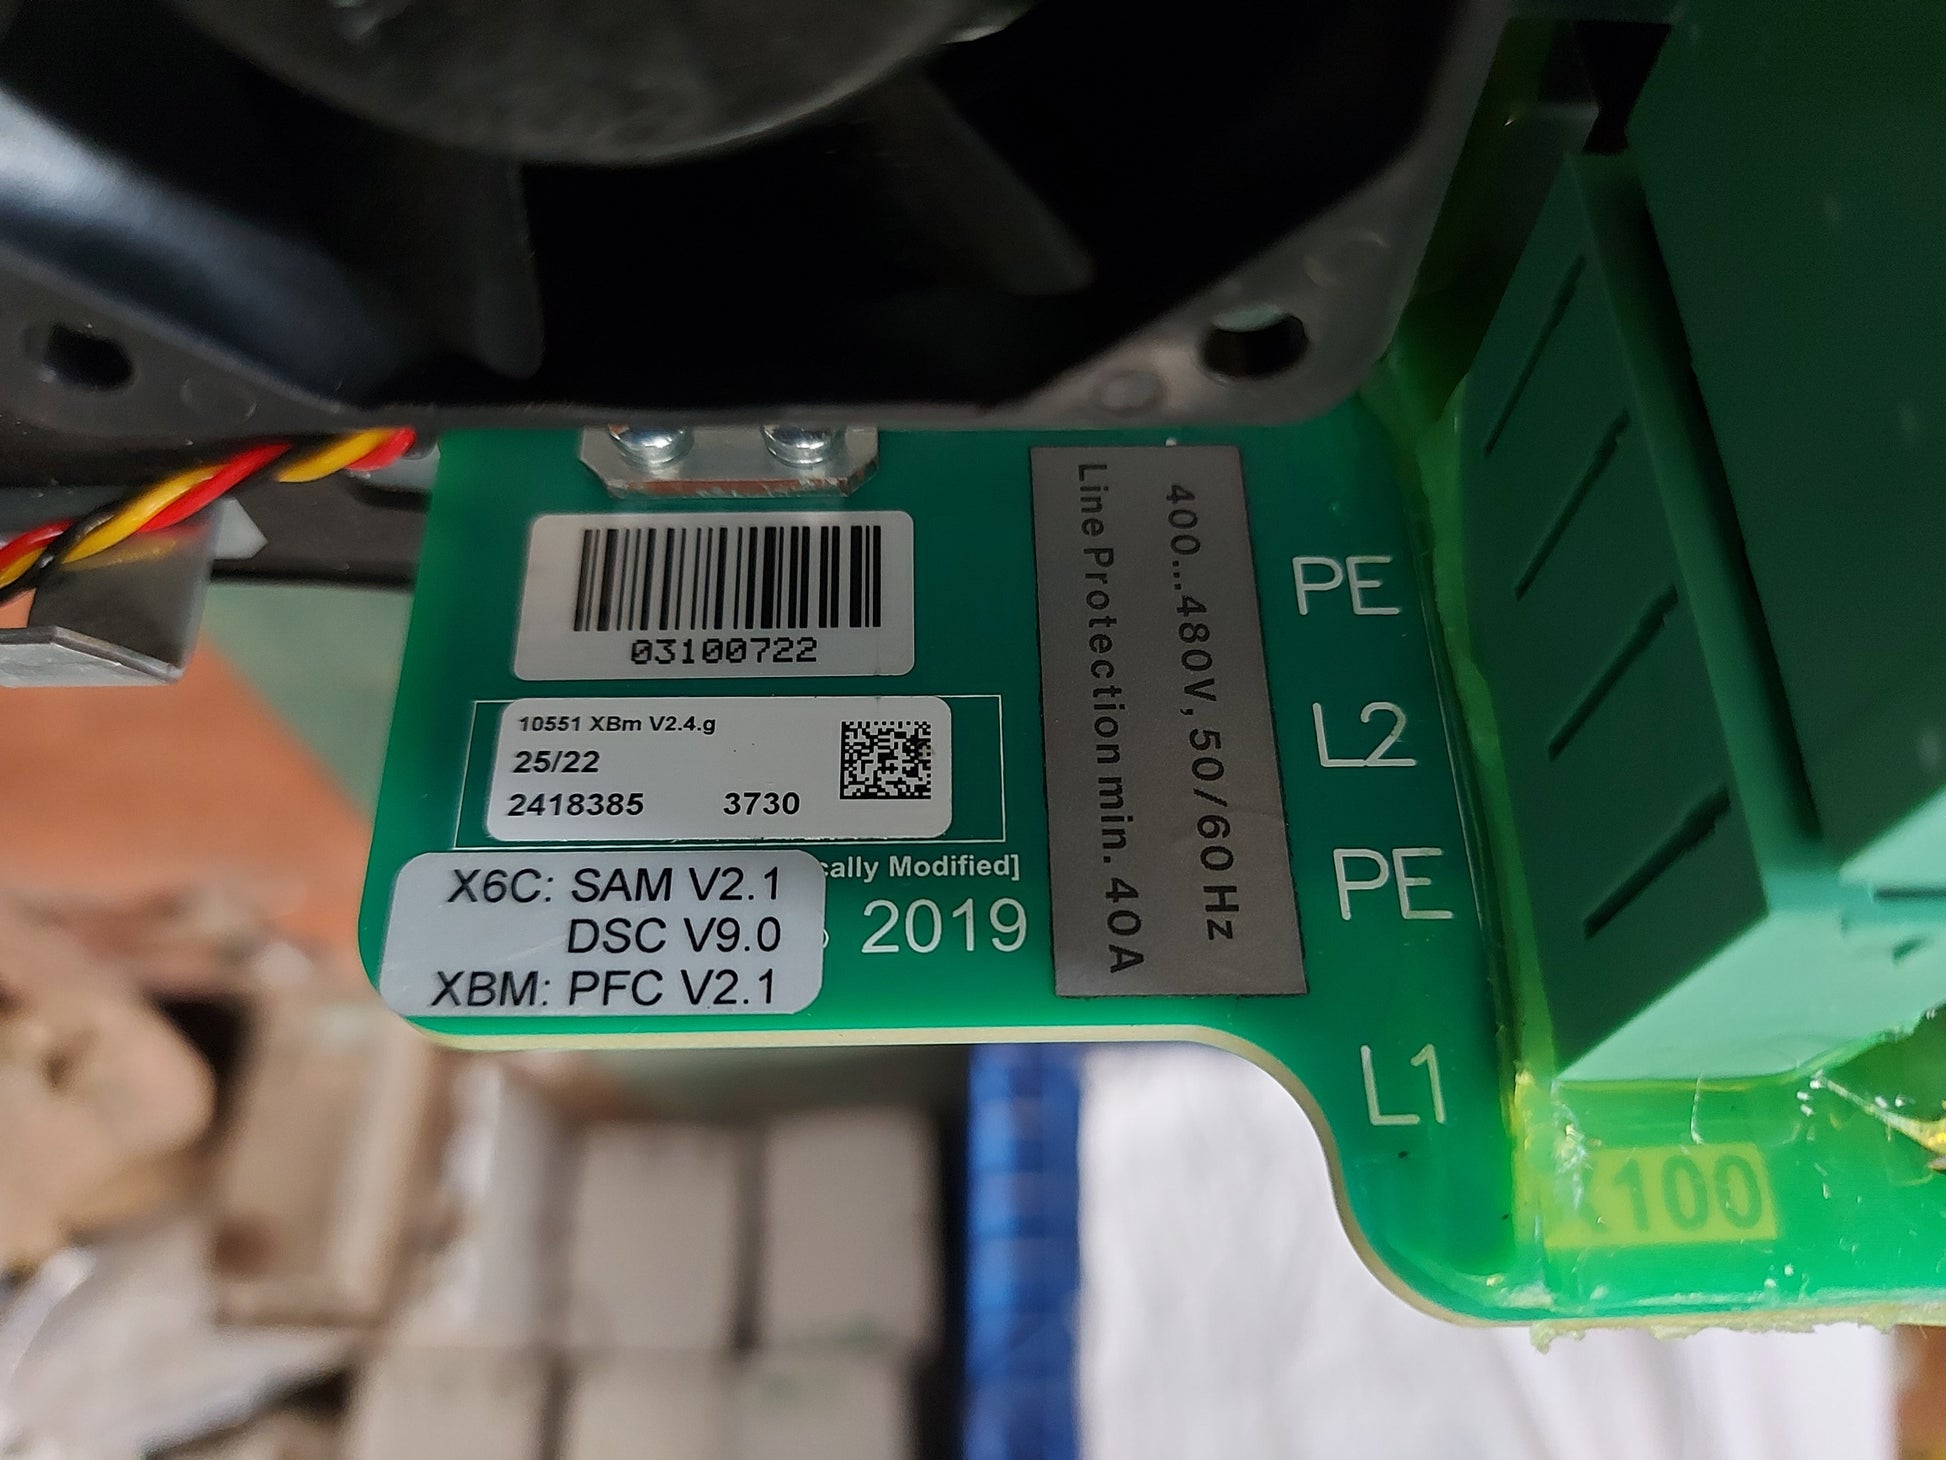 03100722
10551 XBm V2.4.g
25/22
2418385 3730
cally Modified]
2019
X6C: SAM V2.1
DSC V9.0
XBM: PFC V2.1
400...480V, 50/60 Hz
Line Protection min. 40A
PE
L2
PE
L1
X100